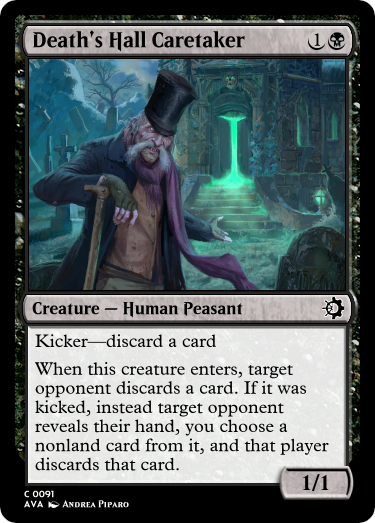 Death's Hall Caretaker 1
Creature — Human Peasant
Kicker—discard a card
When this creature enters, target
opponent discards a card. If it was
kicked, instead target opponent
reveals their hand, you choose a
nonland card from it, and that player
discards that card.
1/1
C 0091
AVA Andrea Piparo